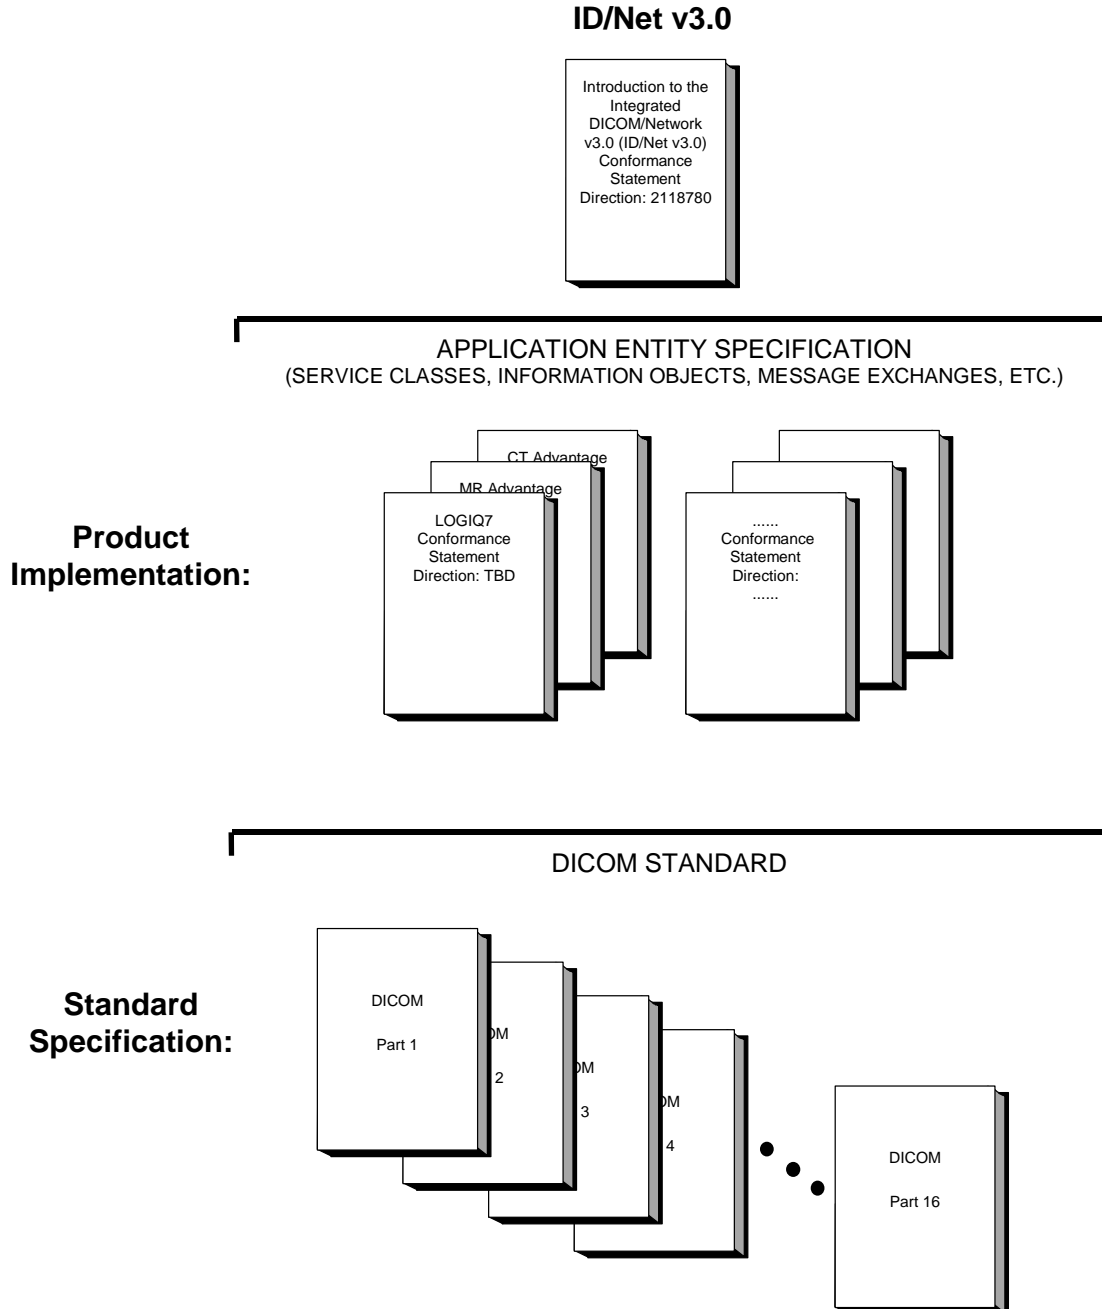 ID/Net v3.0
Introduction to the
Integrated
DICOM/Network
v3.0 (ID/Net v3.0)
Conformance
Statement
Direction: 2118780
APPLICATION ENTITY SPECIFICATION
(SERVICE CLASSES, INFORMATION OBJECTS, MESSAGE EXCHANGES, ETC.)
Product
Implementation:
CT Advantage
MR Advantage
LOGIQ7
Conformance
Statement
Direction: TBD
......
Conformance
Statement
Direction:
......
DICOM STANDARD
Standard
Specification:
DICOM
Part 1
OM
2
OM
3
OM
4
DICOM
Part 16